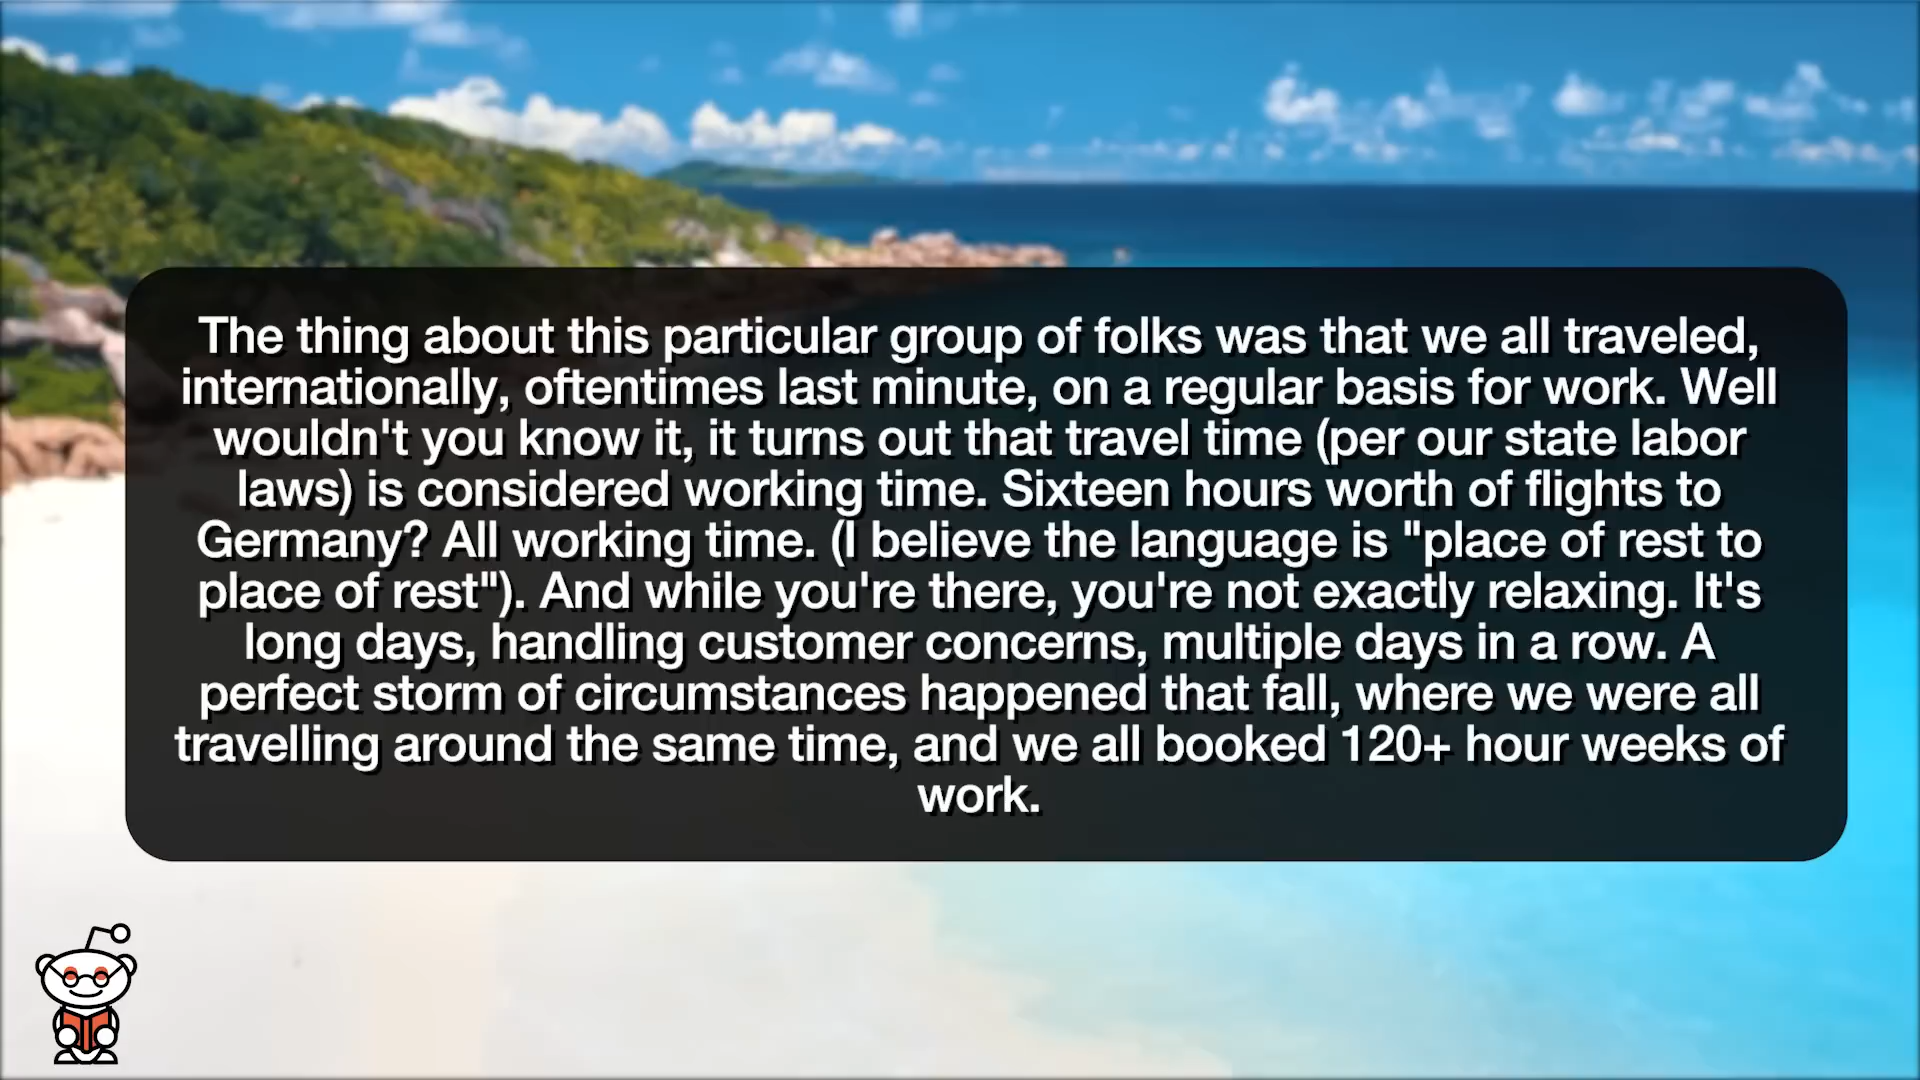 The thing about this particular group of folks was that we all traveled,
internationally, oftentimes last minute, on a regular basis for work. Well
wouldn't you know it, it turns out that travel time (per our state labor
laws) is considered working time. Sixteen hours worth of flights to
Germany? All working time. (I believe the language is "place of rest to
place of rest"). And while you're there, you're not exactly relaxing. It's
long days, handling customer concerns, multiple days in a row. A
perfect storm of circumstances happened that fall, where we were all
travelling around the same time, and we all booked 120+ hour weeks of
work.